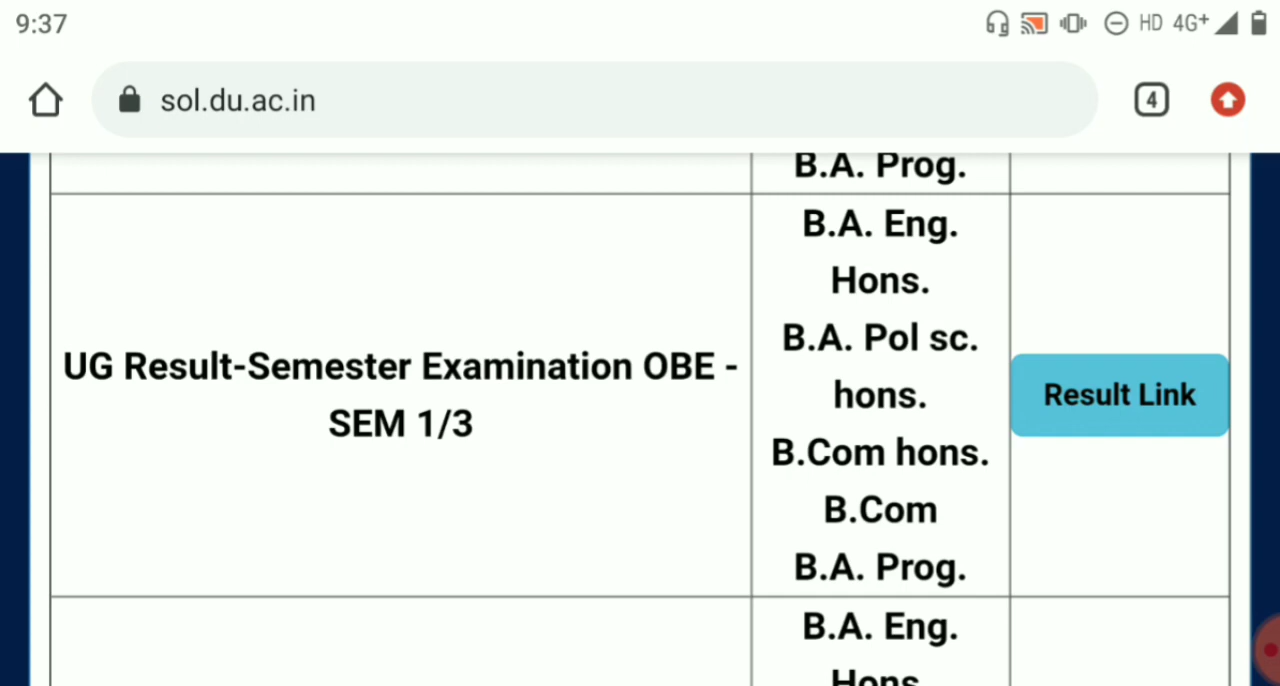 9:37
HD 4G+
sol.du.ac.in
4
B.A. Prog.
B.A. Eng.
Hons.
B.A. Pol sc.
hons.
B.Com hons.
B.Com
B.A. Prog.
UG Result-Semester Examination OBE -
SEM 1/3
Result Link
B.A. Eng.
Hons